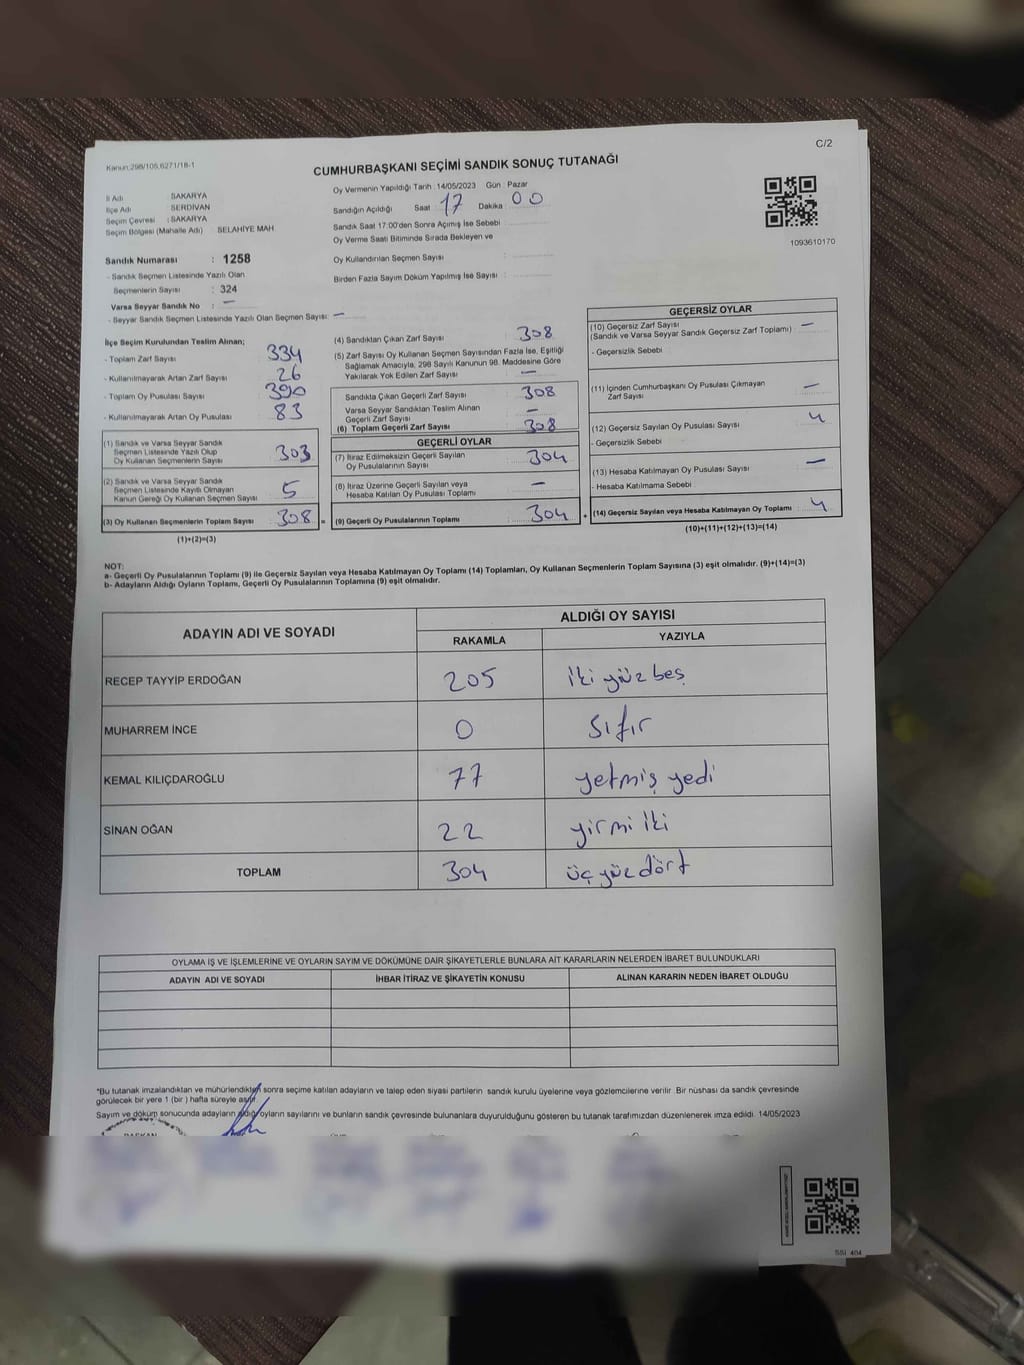 C/2
Kanun:298/105,6271/18-1
CUMHURBAŞKANI SEÇİMİ SANDIK SONUÇ TUTANAĞI
İl Adı : SAKARYA
İlçe Adı SERDİVAN
Seçim Çevresi : SAKARYA
Seçim Bölgesi (Mahalle Adı) SELAHİYE MAH.
Sandık Numarası : 1258
- Sandık Seçmen Listesinde Yazılı Olan
Seçmenlerin Sayısı : 324
Varsa Seyyar Sandık No : —
- Seyyar Sandık Seçmen Listesinde Yazılı Olan Seçmen Sayısı: —
Oy Vermenin Yapıldığı Tarih :14/05/2023 Gün : Pazar
Sandığın Açıldığı Saat 17 Dakika 00
Sandık Saat 17:00'den Sonra Açımış İse Sebebi
Oy Verme Saati Bitiminde Sırada Bekleyen ve
Oy Kullandırılan Seçmen Sayısı :
Birden Fazla Sayım Döküm Yapılmış İse Sayısı :
1093610170
İlçe Seçim Kurulundan Teslim Alınan;
- Toplam Zarf Sayısı 334
- Kullanılmayarak Artan Zarf Sayısı 26
- Toplam Oy Pusulası Sayısı 390
- Kullanılmayarak Artan Oy Pusulası 83
(1) Sandık ve Varsa Seyyar Sandık
Seçmen Listesinde Yazılı Olup
Oy Kullanan Seçmenlerin Sayısı 303
(2) Sandık ve Varsa Seyyar Sandık
Seçmen Listesinde Kayıtlı Olmayan
Kanun Gereği Oy Kullanan Seçmen Sayısı 5
(3) Oy Kullanan Seçmenlerin Toplam Sayısı 308 =
(1)+(2)=(3)
(4) Sandıktan Çıkan Zarf Sayısı 308
(5) Zarf Sayısı Oy Kullanan Seçmen Sayısından Fazla İse, Eşitliği
Sağlamak Amacıyla, 298 Sayılı Kanunun 98. Maddesine Göre
Yakılarak Yok Edilen Zarf Sayısı —
Sandıkta Çıkan Geçerli Zarf Sayısı 308
Varsa Seyyar Sandıktan Teslim Alınan
Geçerli Zarf Sayısı —
(6) Toplam Geçerli Zarf Sayısı 308
GEÇERLİ OYLAR
(7) İtiraz Edilmeksizin Geçerli Sayılan
Oy Pusulalarının Sayısı 304
(8) İtiraz Üzerine Geçerli Sayılan veya
Hesaba Katılan Oy Pusulası Toplamı —
(9) Geçerli Oy Pusulalarının Toplamı 304 +
GEÇERSİZ OYLAR
(10) Geçersiz Zarf Sayısı
(Sandık ve Varsa Seyyar Sandık Geçersiz Zarf Toplamı) : —
- Geçersizlik Sebebi
(11) İçinden Cumhurbaşkanı Oy Pusulası Çıkmayan
Zarf Sayısı —
(12) Geçersiz Sayılan Oy Pusulası Sayısı 4
- Geçersizlik Sebebi
(13) Hesaba Katılmayan Oy Pusulası Sayısı —
- Hesaba Katılmama Sebebi
(14) Geçersiz Sayılan veya Hesaba Katılmayan Oy Toplamı 4
(10)+(11)+(12)+(13)=(14)
NOT:
a- Geçerli Oy Pusulalarının Toplamı (9) ile Geçersiz Sayılan veya Hesaba Katılmayan Oy Toplamı (14) Toplamları, Oy Kullanan Seçmenlerin Toplam Sayısına (3) eşit olmalıdır. (9)+(14)=(3)
b- Adayların Aldığı Oyların Toplamı, Geçerli Oy Pusulalarının Toplamına (9) eşit olmalıdır.
ADAYIN ADI VE SOYADI
ALDIĞI OY SAYISI
RAKAMLA YAZIYLA
RECEP TAYYİP ERDOĞAN 205 iki yüz beş
MUHARREM İNCE 0 sıfır
KEMAL KILIÇDAROĞLU 77 yetmiş yedi
SİNAN OĞAN 22 yirmi iki
TOPLAM 304 üç yüz dört
OYLAMA İŞ VE İŞLEMLERİNE VE OYLARIN SAYIM VE DÖKÜMÜNE DAİR ŞİKAYETLERLE BUNLARA AİT KARARLARIN NELERDEN İBARET BULUNDUKLARI
ADAYIN ADI VE SOYADI İHBAR İTİRAZ VE ŞİKAYETİN KONUSU ALINAN KARARIN NEDEN İBARET OLDUĞU
*Bu tutanak imzalandıktan ve mühürlendikten sonra seçime katılan adayların ve talep eden siyasi partilerin sandık kurulu üyelerine veya gözlemcilerine verilir. Bir nüshası da sandık çevresinde
görülecek bir yere 1 (bir ) hafta süreyle asılır.
Sayım ve döküm sonucunda adayların aldığı oyların sayılarını ve bunların sandık çevresinde bulunanlara duyurulduğunu gösteren bu tutanak tarafımızdan düzenlenerek imza edildi. 14/05/2023
BAŞKAN
SSI: 404